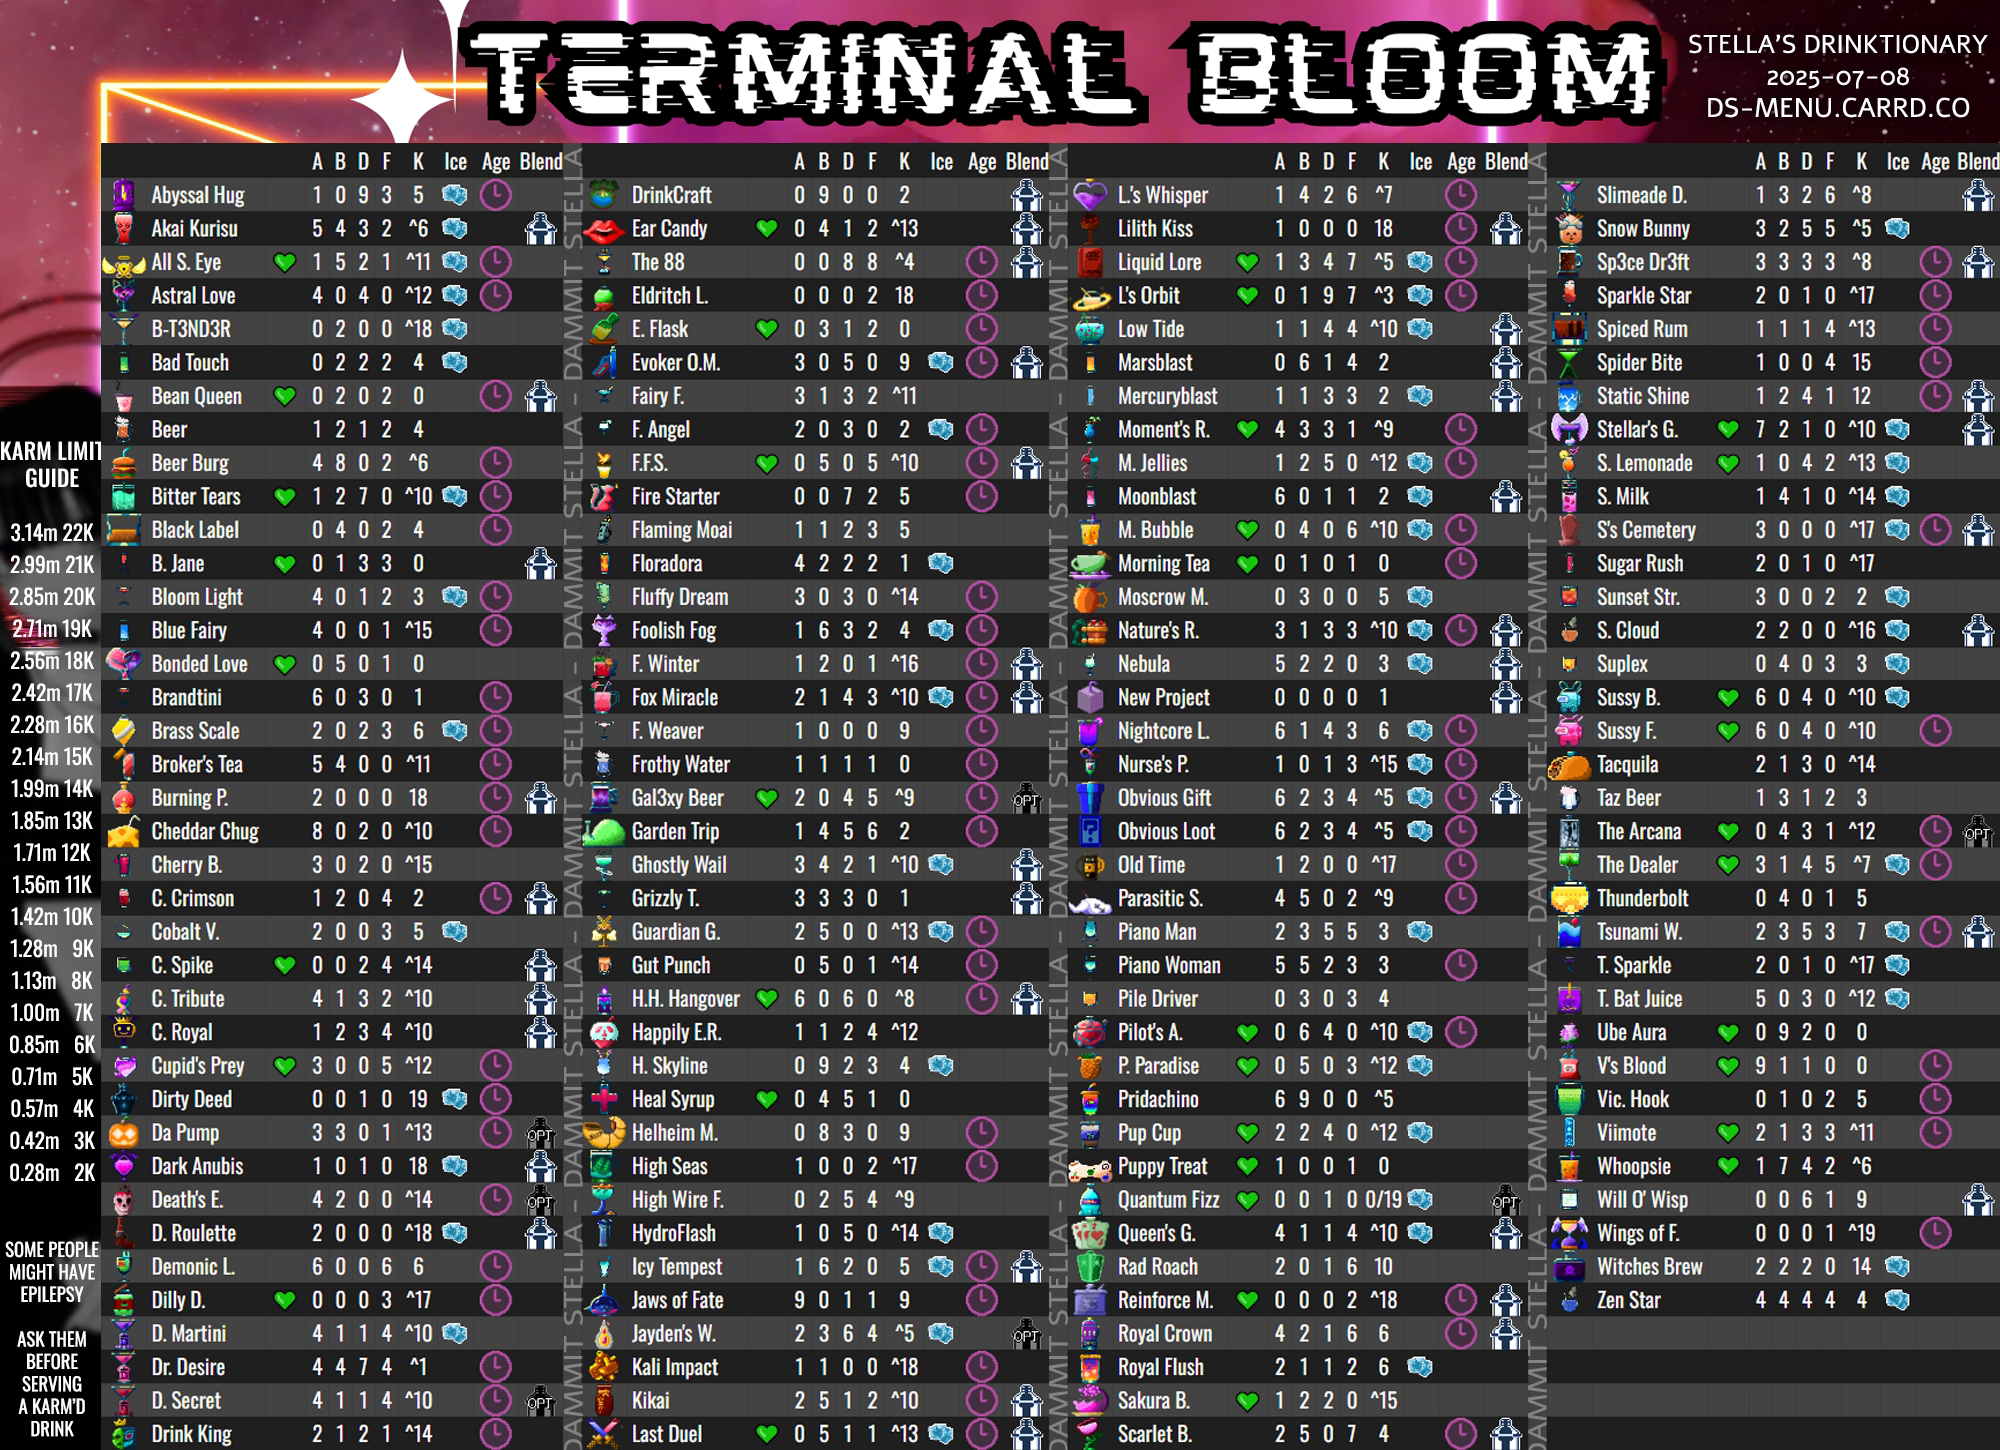 TERMINAL BLOOM
STELLA'S DRINKTIONARY
2025-07-08
DS-MENU.CARRD.CO
A B D F K Ice Age Blend
Abyssal Hug 1 0 9 3 5
Akai Kurisu 5 4 3 2 ^6
All S. Eye 1 5 2 1 ^11
Astral Love 4 0 4 0 ^12
B-T3ND3R 0 2 0 0 ^18
Bad Touch 0 2 2 2 4
Bean Queen 0 2 0 2 0
Beer 1 2 1 2 4
Beer Burg 4 8 0 2 ^6
Bitter Tears 1 2 7 0 ^10
Black Label 0 4 0 2 4
B. Jane 0 1 3 3 0
Bloom Light 4 0 1 2 3
Blue Fairy 4 0 0 1 ^15
Bonded Love 0 5 0 1 0
Brandtini 6 0 3 0 1
Brass Scale 2 0 2 3 6
Broker's Tea 5 4 0 0 ^11
Burning P. 2 0 0 0 18
Cheddar Chug 8 0 2 0 ^10
Cherry B. 3 0 2 0 ^15
C. Crimson 1 2 0 4 2
Cobalt V. 2 0 0 3 5
C. Spike 0 0 2 4 ^14
C. Tribute 4 1 3 2 ^10
C. Royal 1 2 3 4 ^10
Cupid's Prey 3 0 0 5 ^12
Dirty Deed 0 0 1 0 19
Da Pump 3 3 0 1 ^13 OPT
Dark Anubis 1 0 1 0 18
Death's E. 4 2 0 0 ^14 OPT
D. Roulette 2 0 0 0 ^18
Demonic L. 6 0 0 6 6
Dilly D. 0 0 0 3 ^17
D. Martini 4 1 1 4 ^10
Dr. Desire 4 4 7 4 ^1
D. Secret 4 1 1 4 ^10 OPT
Drink King 2 1 2 1 ^14
A B D F K Ice Age Blend
DrinkCraft 0 9 0 0 2
Ear Candy 0 4 1 2 ^13
The 88 0 0 8 8 ^4
Eldritch L. 0 0 0 2 18
E. Flask 0 3 1 2 0
Evoker O.M. 3 0 5 0 9
Fairy F. 3 1 3 2 ^11
F. Angel 2 0 3 0 2
F.F.S. 0 5 0 5 ^10
Fire Starter 0 0 7 2 5
Flaming Moai 1 1 2 3 5
Floradora 4 2 2 2 1
Fluffy Dream 3 0 3 0 ^14
Foolish Fog 1 6 3 2 4
F. Winter 1 2 0 1 ^16
Fox Miracle 2 1 4 3 ^10
F. Weaver 1 0 0 0 9
Frothy Water 1 1 1 1 0
Gal3xy Beer 2 0 4 5 ^9 OPT
Garden Trip 1 4 5 6 2
Ghostly Wail 3 4 2 1 ^10
Grizzly T. 3 3 3 0 1
Guardian G. 2 5 0 0 ^13
Gut Punch 0 5 0 1 ^14
H.H. Hangover 6 0 6 0 ^8
Happily E.R. 1 1 2 4 ^12
H. Skyline 0 9 2 3 4
Heal Syrup 0 4 5 1 0
Helheim M. 0 8 3 0 9
High Seas 1 0 0 2 ^17
High Wire F. 0 2 5 4 ^9
HydroFlash 1 0 5 0 ^14
Icy Tempest 1 6 2 0 5
Jaws of Fate 9 0 1 1 9
Jayden's W. 2 3 6 4 ^5 OPT
Kali Impact 1 1 0 0 ^18
Kikai 2 5 1 2 ^10
Last Duel 0 5 1 1 ^13
A B D F K Ice Age Blend
L.'s Whisper 1 4 2 6 ^7
Lilith Kiss 1 0 0 0 18
Liquid Lore 1 3 4 7 ^5
L's Orbit 0 1 9 7 ^3
Low Tide 1 1 4 4 ^10
Marsblast 0 6 1 4 2
Mercuryblast 1 1 3 3 2
Moment's R. 4 3 3 1 ^9
M. Jellies 1 2 5 0 ^12
Moonblast 6 0 1 1 2
M. Bubble 0 4 0 6 ^10
Morning Tea 0 1 0 1 0
Moscrow M. 0 3 0 0 5
Nature's R. 3 1 3 3 ^10
Nebula 5 2 2 0 3
New Project 0 0 0 0 1
Nightcore L. 6 1 4 3 6
Nurse's P. 1 0 1 3 ^15
Obvious Gift 6 2 3 4 ^5
Obvious Loot 6 2 3 4 ^5
Old Time 1 2 0 0 ^17
Parasitic S. 4 5 0 2 ^9
Piano Man 2 3 5 5 3
Piano Woman 5 5 2 3 3
Pile Driver 0 3 0 3 4
Pilot's A. 0 6 4 0 ^10
P. Paradise 0 5 0 3 ^12
Pridachino 6 9 0 0 ^5
Pup Cup 2 2 4 0 ^12
Puppy Treat 1 0 0 1 0
Quantum Fizz 0 0 1 0 0/19 OPT
Queen's G. 4 1 1 4 ^10
Rad Roach 2 0 1 6 10
Reinforce M. 0 0 0 2 ^18
Royal Crown 4 2 1 6 6
Royal Flush 2 1 1 2 6
Sakura B. 1 2 2 0 ^15
Scarlet B. 2 5 0 7 4
A B D F K Ice Age Blend
Slimeade D. 1 3 2 6 ^8
Snow Bunny 3 2 5 5 ^5
Sp3ce Dr3ft 3 3 3 3 ^8
Sparkle Star 2 0 1 0 ^17
Spiced Rum 1 1 1 4 ^13
Spider Bite 1 0 0 4 15
Static Shine 1 2 4 1 12
Stellar's G. 7 2 1 0 ^10
S. Lemonade 1 0 4 2 ^13
S. Milk 1 4 1 0 ^14
S's Cemetery 3 0 0 0 ^17
Sugar Rush 2 0 1 0 ^17
Sunset Str. 3 0 0 2 2
S. Cloud 2 2 0 0 ^16
Suplex 0 4 0 3 3
Sussy B. 6 0 4 0 ^10
Sussy F. 6 0 4 0 ^10
Tacquila 2 1 3 0 ^14
Taz Beer 1 3 1 2 3
The Arcana 0 4 3 1 ^12 OPT
The Dealer 3 1 4 5 ^7
Thunderbolt 0 4 0 1 5
Tsunami W. 2 3 5 3 7
T. Sparkle 2 0 1 0 ^17
T. Bat Juice 5 0 3 0 ^12
Ube Aura 0 9 2 0 0
V's Blood 9 1 1 0 0
Vic. Hook 0 1 0 2 5
Viimote 2 1 3 3 ^11
Whoopsie 1 7 4 2 ^6
Will O' Wisp 0 0 6 1 9
Wings of F. 0 0 0 1 ^19
Witches Brew 2 2 2 0 14
Zen Star 4 4 4 4 4
KARM LIMIT
GUIDE
3.14m 22K
2.99m 21K
2.85m 20K
2.71m 19K
2.56m 18K
2.42m 17K
2.28m 16K
2.14m 15K
1.99m 14K
1.85m 13K
1.71m 12K
1.56m 11K
1.42m 10K
1.28m 9K
1.13m 8K
1.00m 7K
0.85m 6K
0.71m 5K
0.57m 4K
0.42m 3K
0.28m 2K
SOME PEOPLE
MIGHT HAVE
EPILEPSY
ASK THEM
BEFORE
SERVING
A KARM'D
DRINK
DAMMIT STELLA - DAMMIT STELLA - DAMMIT STELLA - DAMMIT STELLA
DAMMIT STELLA - DAMMIT STELLA - DAMMIT STELLA - DAMMIT STELLA
DAMMIT STELLA - DAMMIT STELLA - DAMMIT STELLA - DAMMIT STELLA